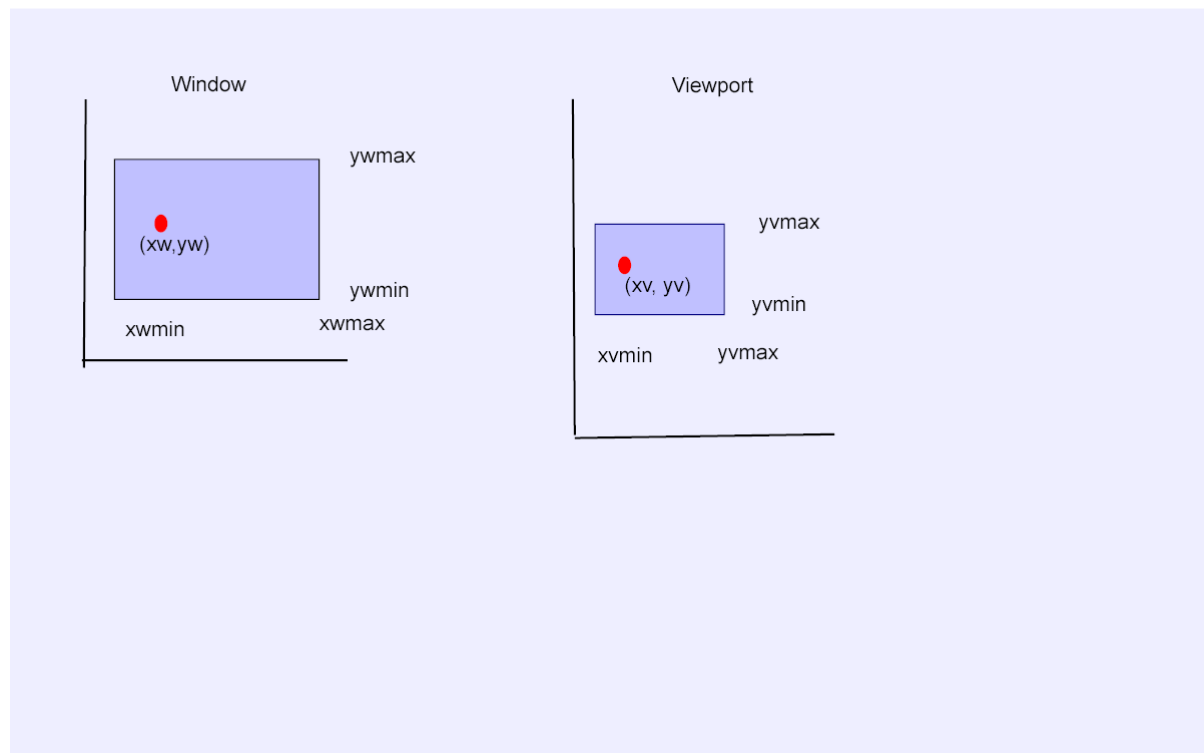 Window
ywmax
(xw,yw)
ywmin
xwmin
xwmax
Viewport
yvmax
(xv, yv)
yvmin
xvmin
yvmax